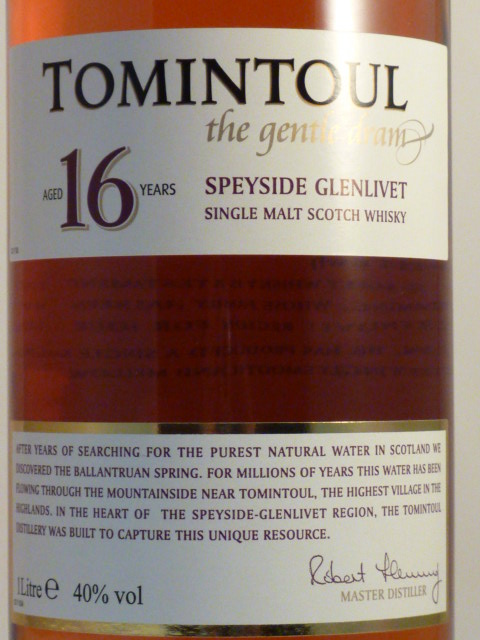 TOMINTOUL
the gentle dram
AGED 16 YEARS
SPEYSIDE GLENLIVET
SINGLE MALT SCOTCH WHISKY
AFTER YEARS OF SEARCHING FOR THE PUREST NATURAL WATER IN SCOTLAND WE
DISCOVERED THE BALLANTRUAN SPRING. FOR MILLIONS OF YEARS THIS WATER HAS BEEN
FLOWING THROUGH THE MOUNTAINSIDE NEAR TOMINTOUL, THE HIGHEST VILLAGE IN THE
HIGHLANDS. IN THE HEART OF THE SPEYSIDE-GLENLIVET REGION, THE TOMINTOUL
DISTILLERY WAS BUILT TO CAPTURE THIS UNIQUE RESOURCE.
Robert Fleming
MASTER DISTILLER
1Litre e 40% vol